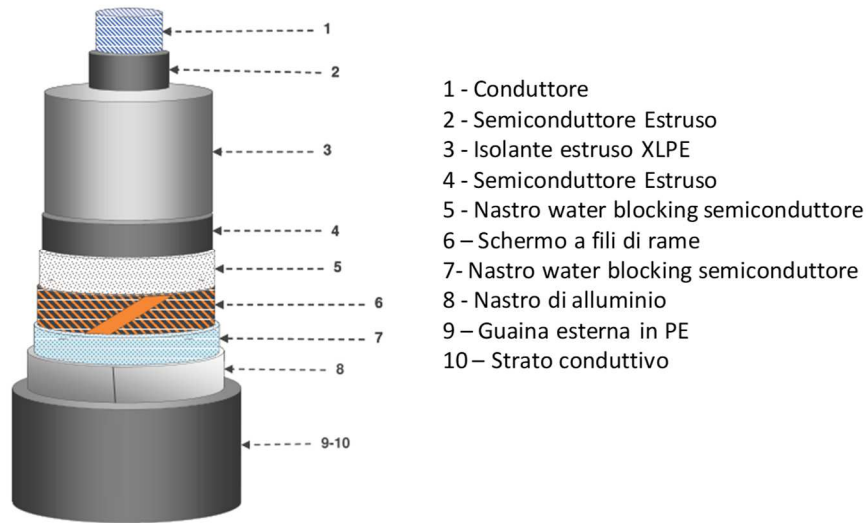 1
2
3
4
5
6
7
8
9-10
1 - Conduttore
2 - Semiconduttore Estruso
3 - Isolante estruso XLPE
4 - Semiconduttore Estruso
5 - Nastro water blocking semiconduttore
6 – Schermo a fili di rame
7- Nastro water blocking semiconduttore
8 - Nastro di alluminio
9 – Guaina esterna in PE
10 – Strato conduttivo